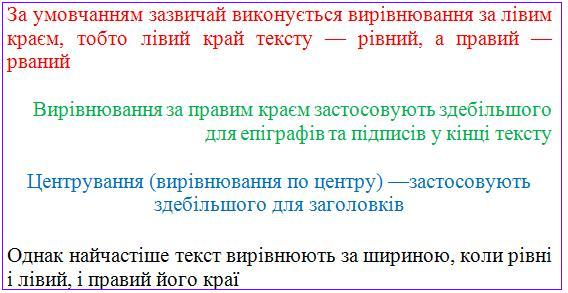 За умовчанням зазвичай виконується вирівнювання за лівим
краєм, тобто лівий край тексту — рівний, а правий —
рваний
Вирівнювання за правим краєм застосовують здебільшого
для епіграфів та підписів у кінці тексту
Центрування (вирівнювання по центру) —застосовують
здебільшого для заголовків
Однак найчастіше текст вирівнюють за шириною, коли рівні
і лівий, і правий його краї